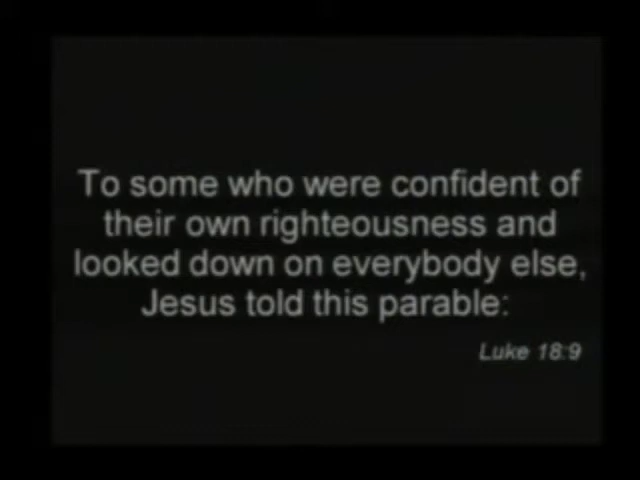 To some who were confident of
their own righteousness and
looked down on everybody else,
Jesus told this parable:
Luke 18:9